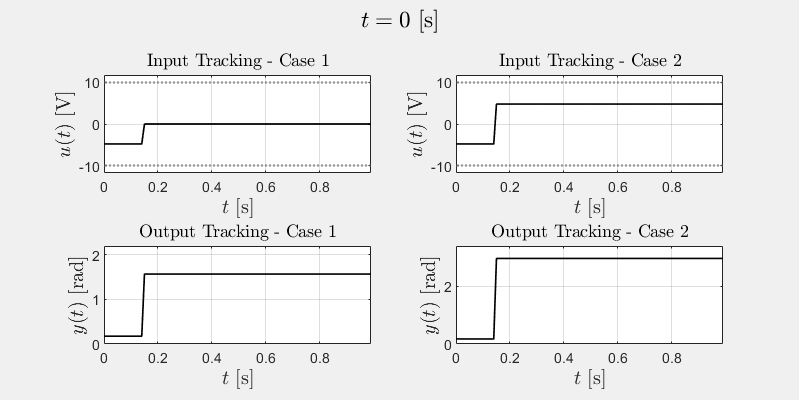 t = 0 [s]
Input Tracking - Case 1
10
0
-10
u(t) [V]
0 0.2 0.4 0.6 0.8
t [s]
Input Tracking - Case 2
10
0
-10
u(t) [V]
0 0.2 0.4 0.6 0.8
t [s]
Output Tracking - Case 1
2
1
0
y(t) [rad]
0 0.2 0.4 0.6 0.8
t [s]
Output Tracking - Case 2
2
0
y(t) [rad]
0 0.2 0.4 0.6 0.8
t [s]